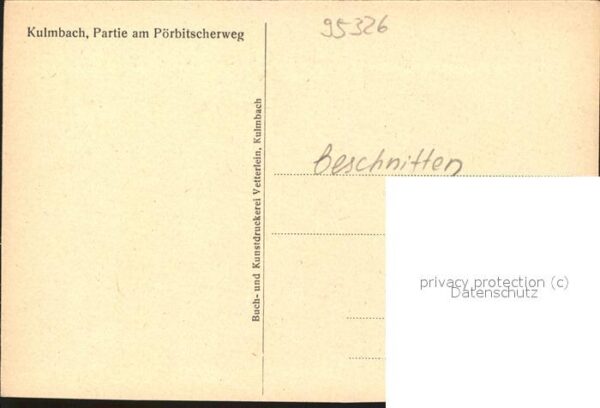 Kulmbach, Partie am Pörbitscherweg
95326
Buch- und Kunstdruckerei Vetterlein, Kulmbach
Beschnitten
privacy protection (c)
Datenschutz